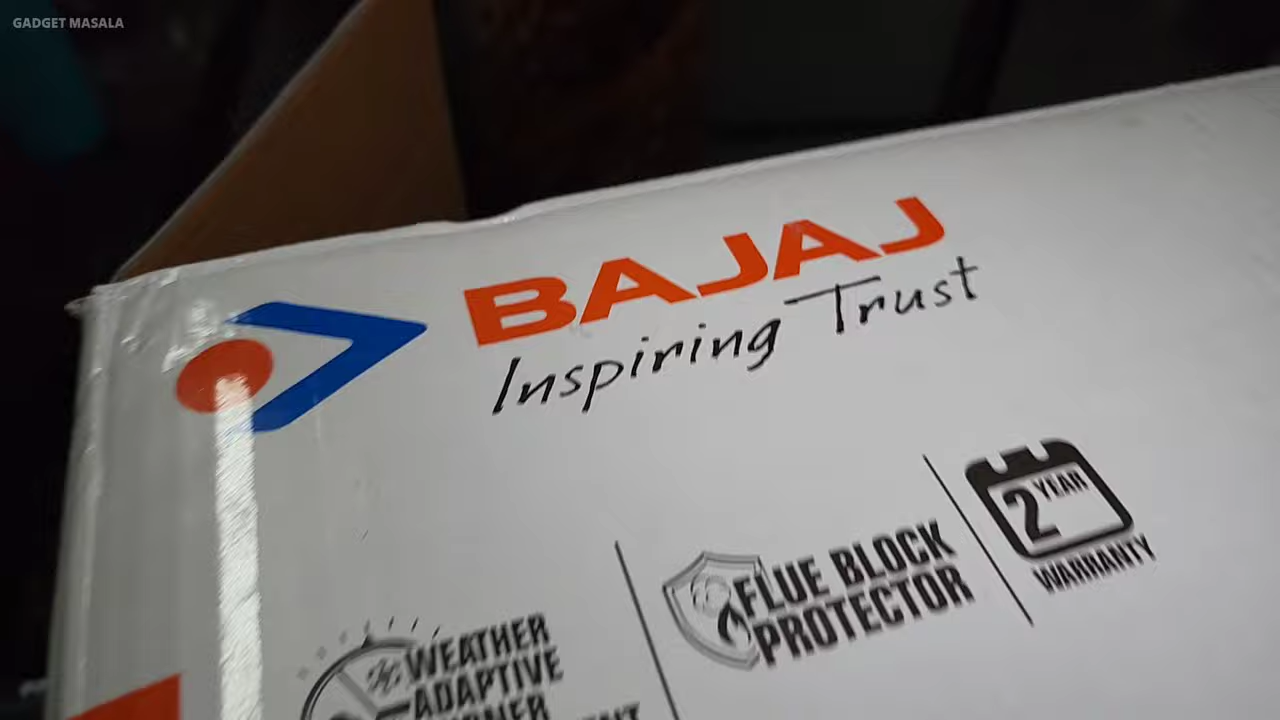 GADGET MASALA
BAJAJ
Inspiring Trust
2 YEAR
WARRANTY
FLUE BLOCK
PROTECTOR
WEATHER
ADAPTIVE